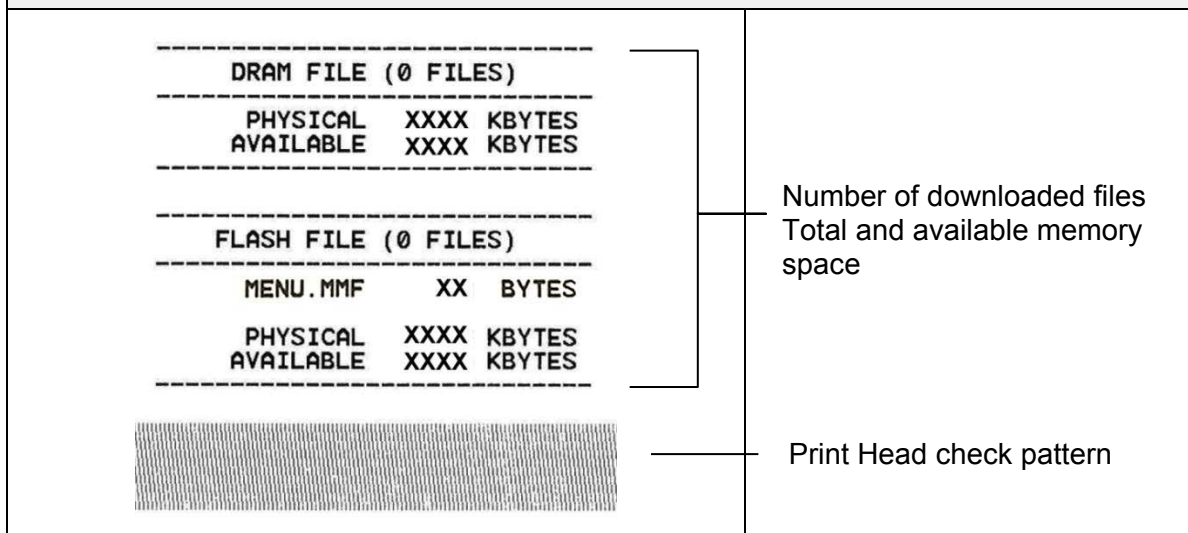 DRAM FILE (0 FILES)
PHYSICAL XXXX KBYTES
AVAILABLE XXXX KBYTES
FLASH FILE (0 FILES)
MENU.MMF XX BYTES
PHYSICAL XXXX KBYTES
AVAILABLE XXXX KBYTES
Number of downloaded files
Total and available memory
space
Print Head check pattern